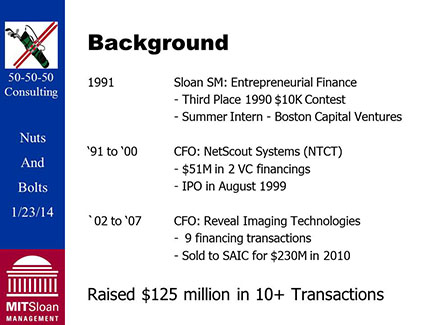 50-50-50
Consulting
Nuts
And
Bolts
1/23/14
MITSloan
MANAGEMENT
Background
1991 Sloan SM: Entrepreneurial Finance
- Third Place 1990 $10K Contest
- Summer Intern - Boston Capital Ventures
‘91 to ‘00 CFO: NetScout Systems (NTCT)
- $51M in 2 VC financings
- IPO in August 1999
` 02 to ‘07 CFO: Reveal Imaging Technologies
- 9 financing transactions
- Sold to SAIC for $230M in 2010
Raised $125 million in 10+ Transactions